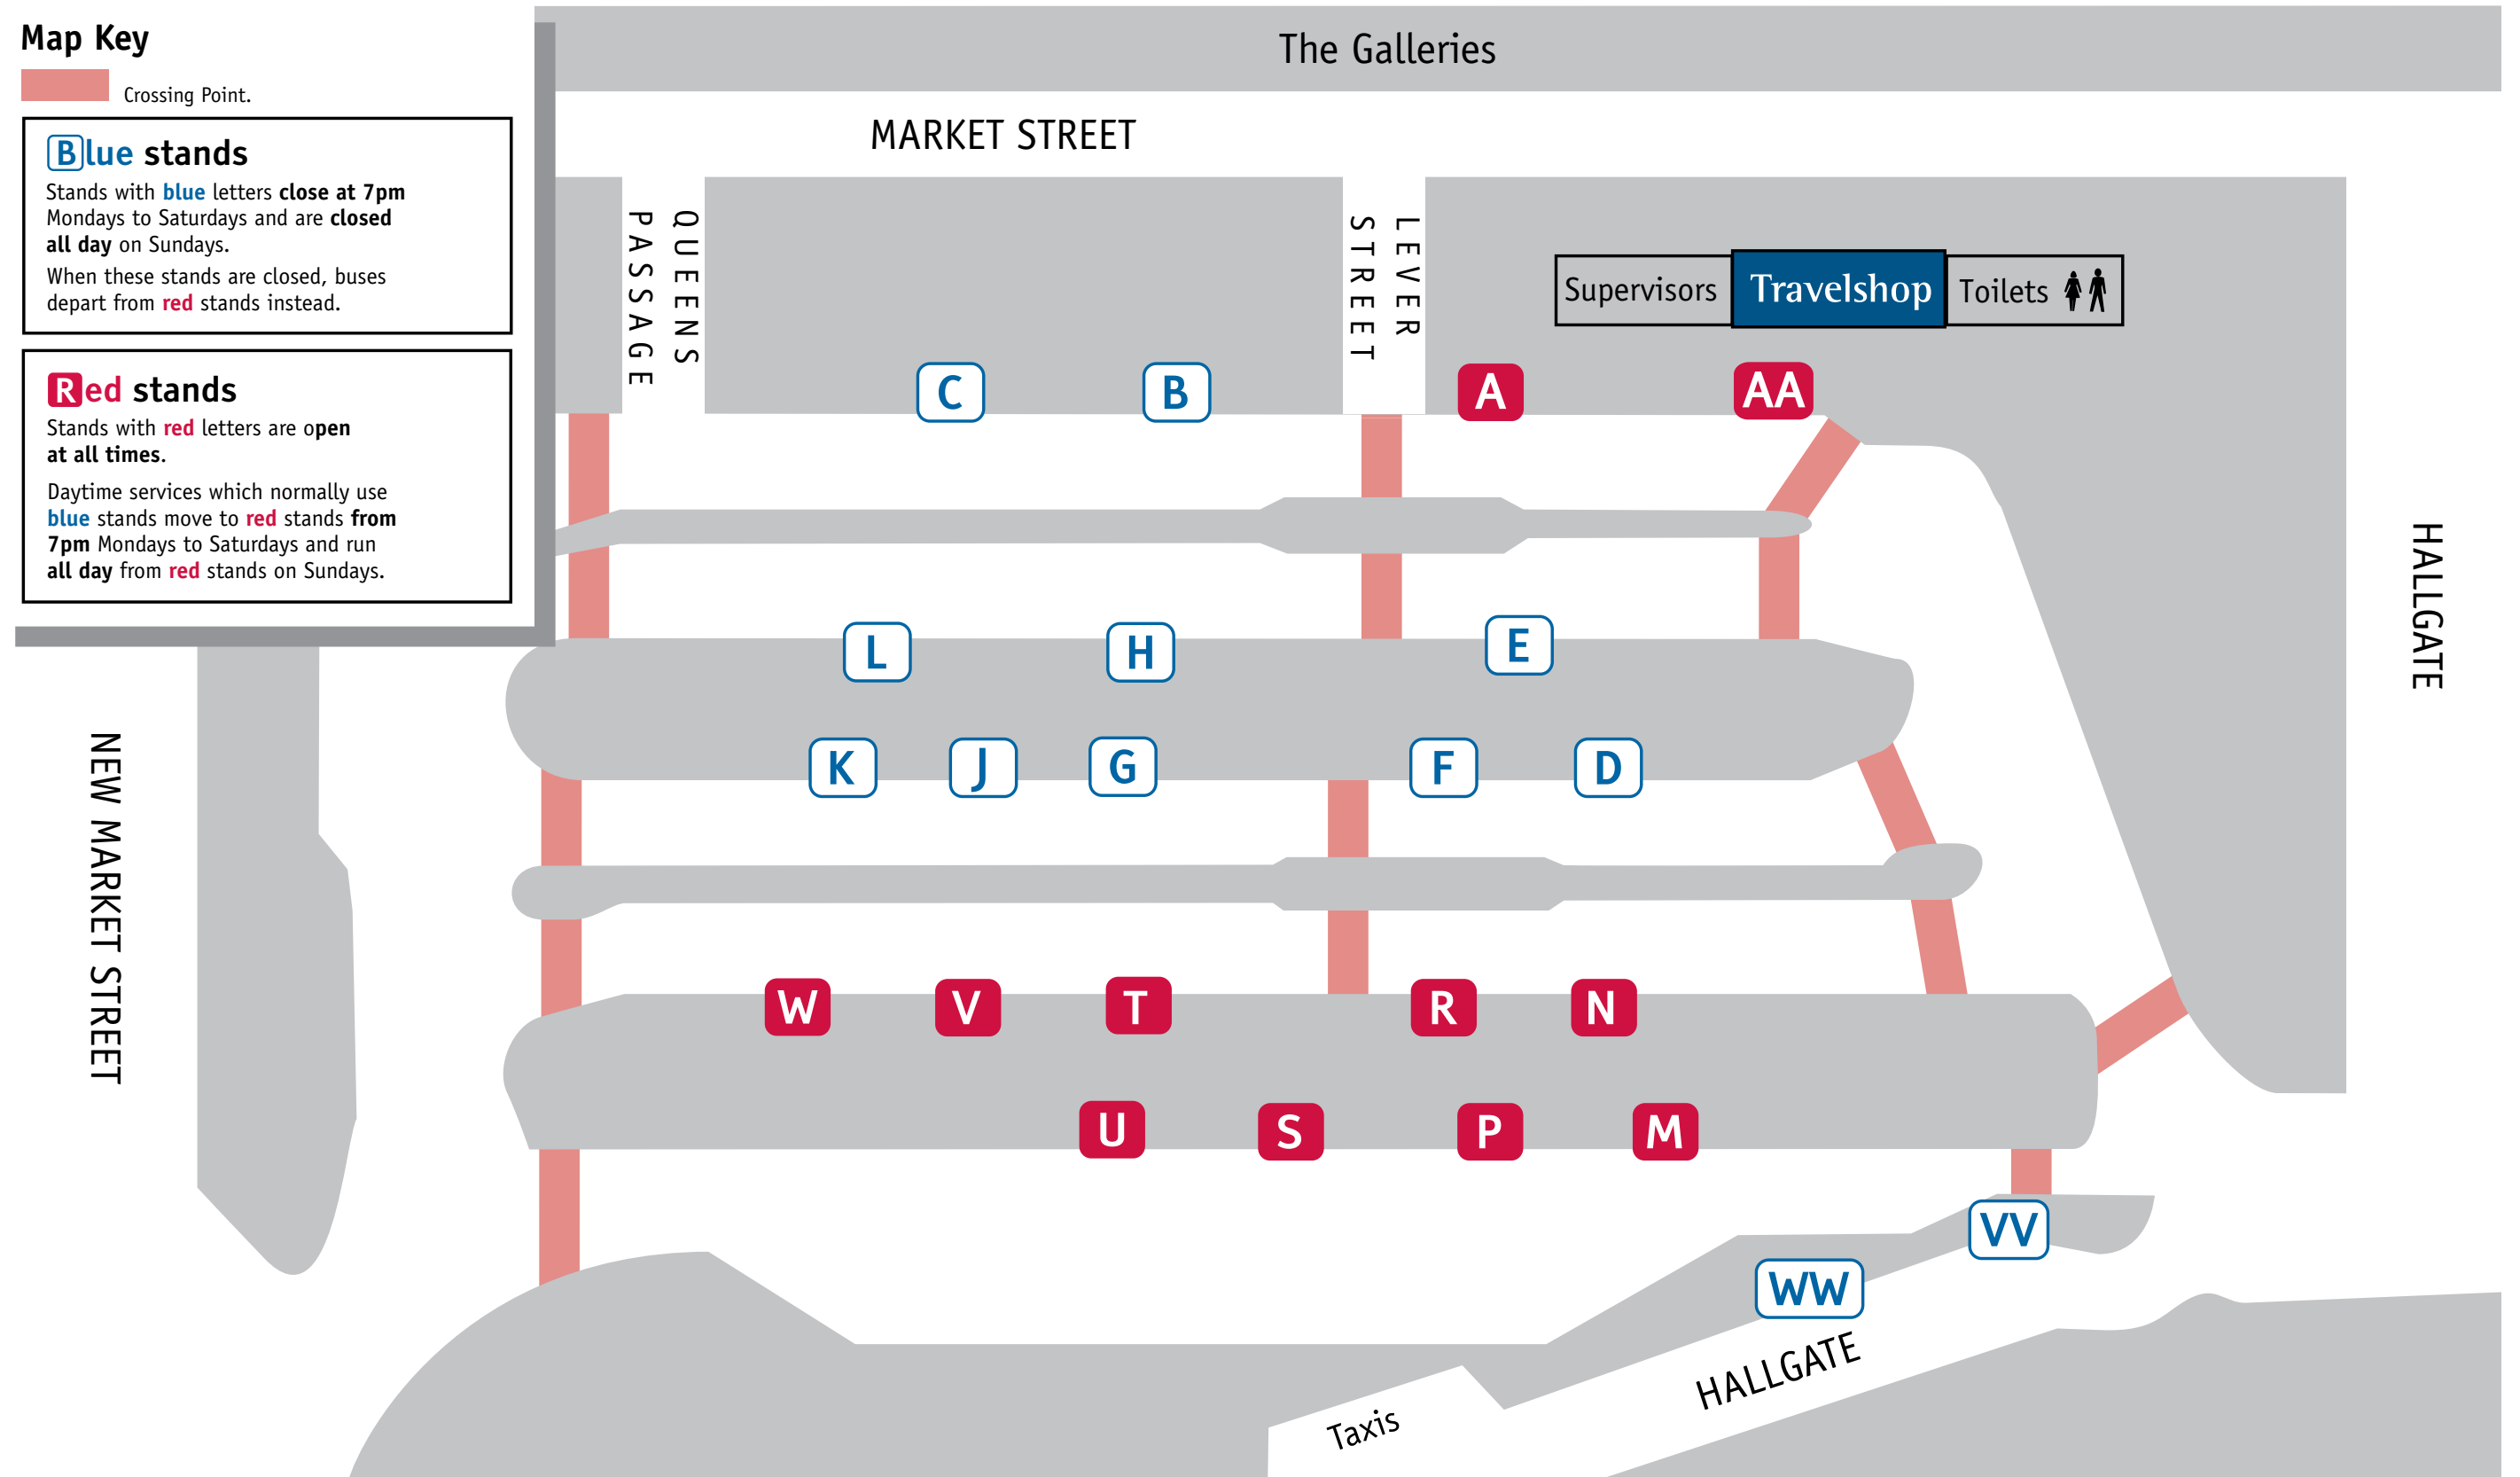 Map Key
Crossing Point.
Blue stands
Stands with blue letters close at 7pm
Mondays to Saturdays and are closed
all day on Sundays.
When these stands are closed, buses
depart from red stands instead.
Red stands
Stands with red letters are open
at all times.
Daytime services which normally use
blue stands move to red stands from
7pm Mondays to Saturdays and run
all day from red stands on Sundays.
The Galleries
MARKET STREET
QUEENS
PASSAGE
LEVER
STREET
Supervisors
Travelshop
Toilets
C
B
A
AA
L
H
E
K
J
G
F
D
W
V
T
R
N
U
S
P
M
VV
WW
HALLGATE
NEW MARKET STREET
HALLGATE
Taxis